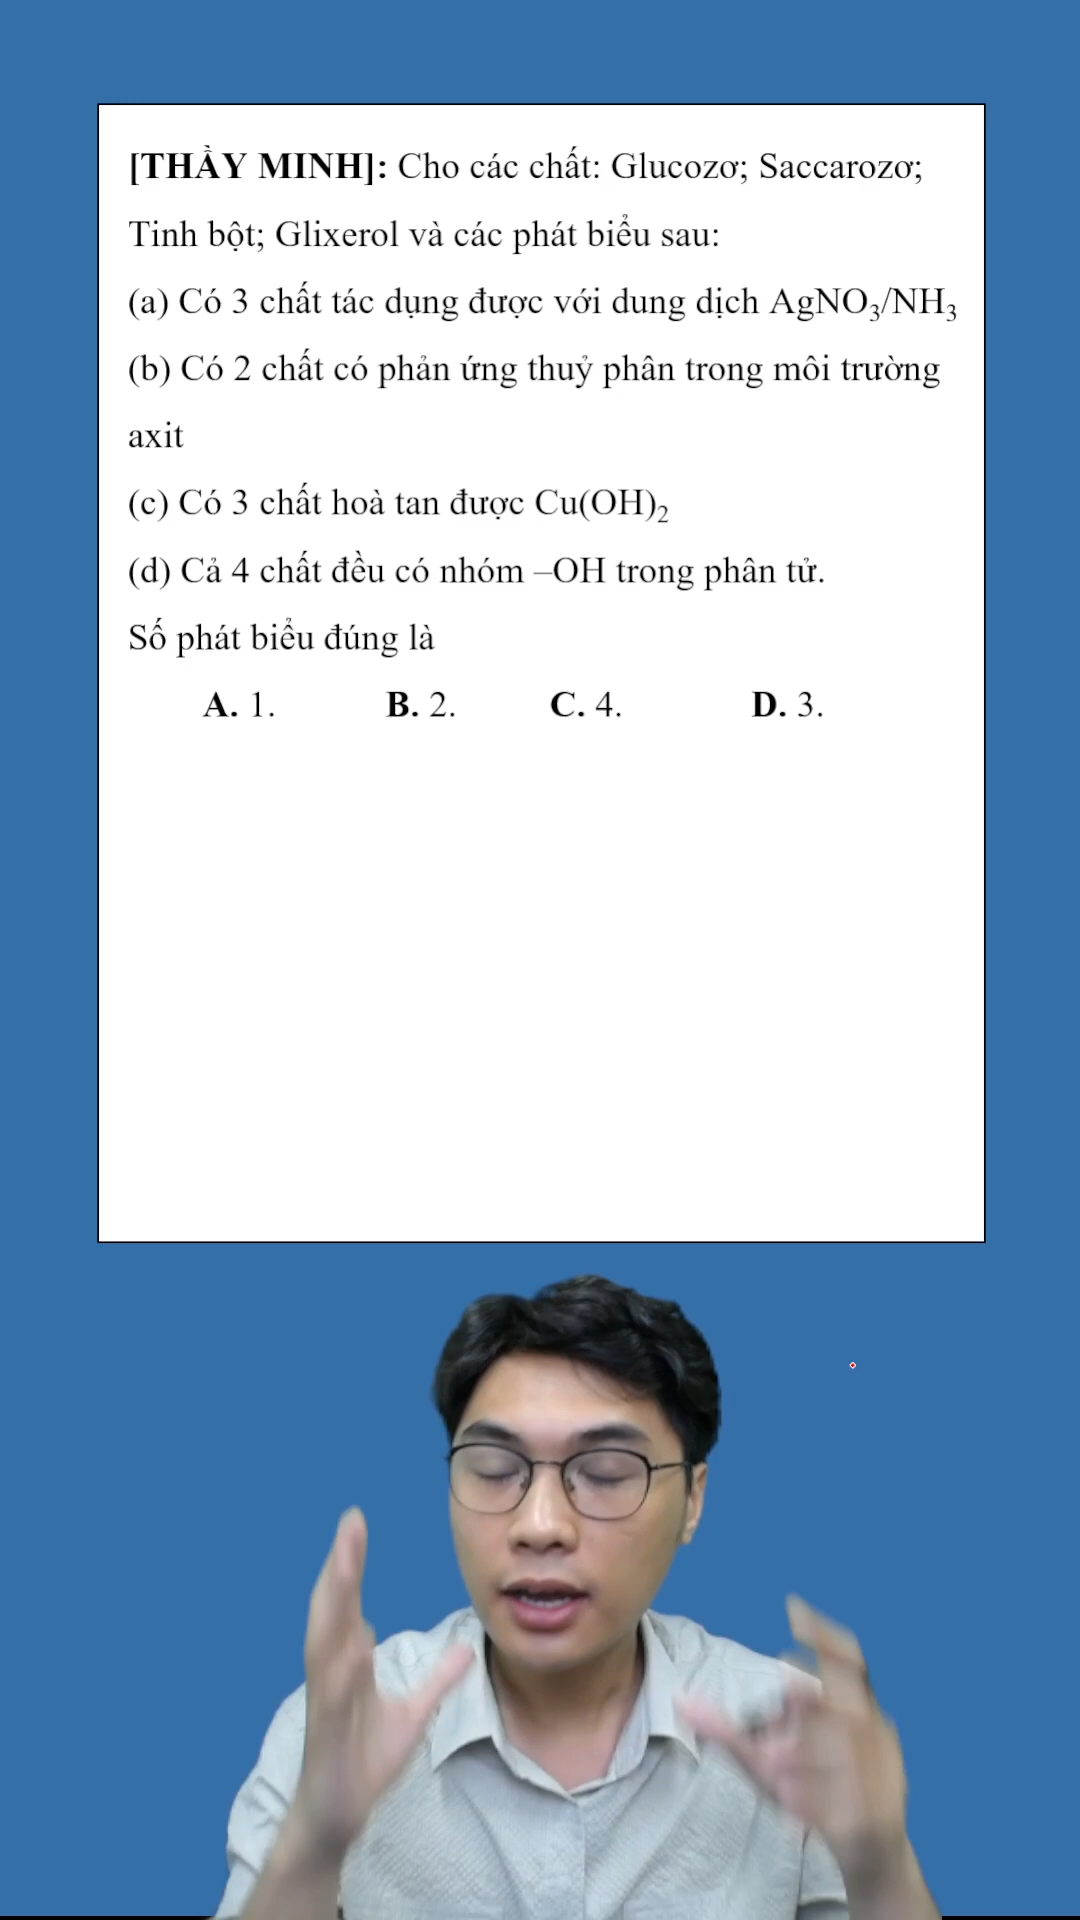 [THẦY MINH]: Cho các chất: Glucozơ; Saccarozơ;
Tinh bột; Glixerol và các phát biểu sau:
(a) Có 3 chất tác dụng được với dung dịch AgNO₃/NH₃
(b) Có 2 chất có phản ứng thuỷ phân trong môi trường
axit
(c) Có 3 chất hoà tan được Cu(OH)₂
(d) Cả 4 chất đều có nhóm –OH trong phân tử.
Số phát biểu đúng là
A. 1. B. 2. C. 4. D. 3.